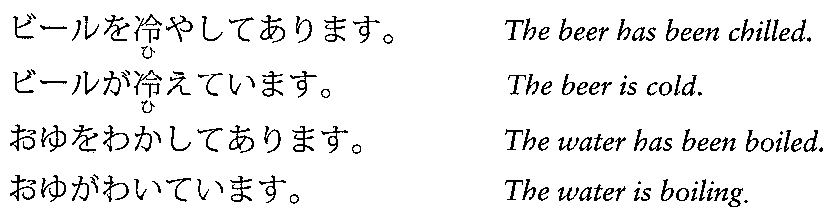 ビールを冷やしてあります。 The beer has been chilled.
ひ
ビールが冷えています。 The beer is cold.
ひ
おゆをわかしてあります。 The water has been boiled.
おゆがわいています。 The water is boiling.